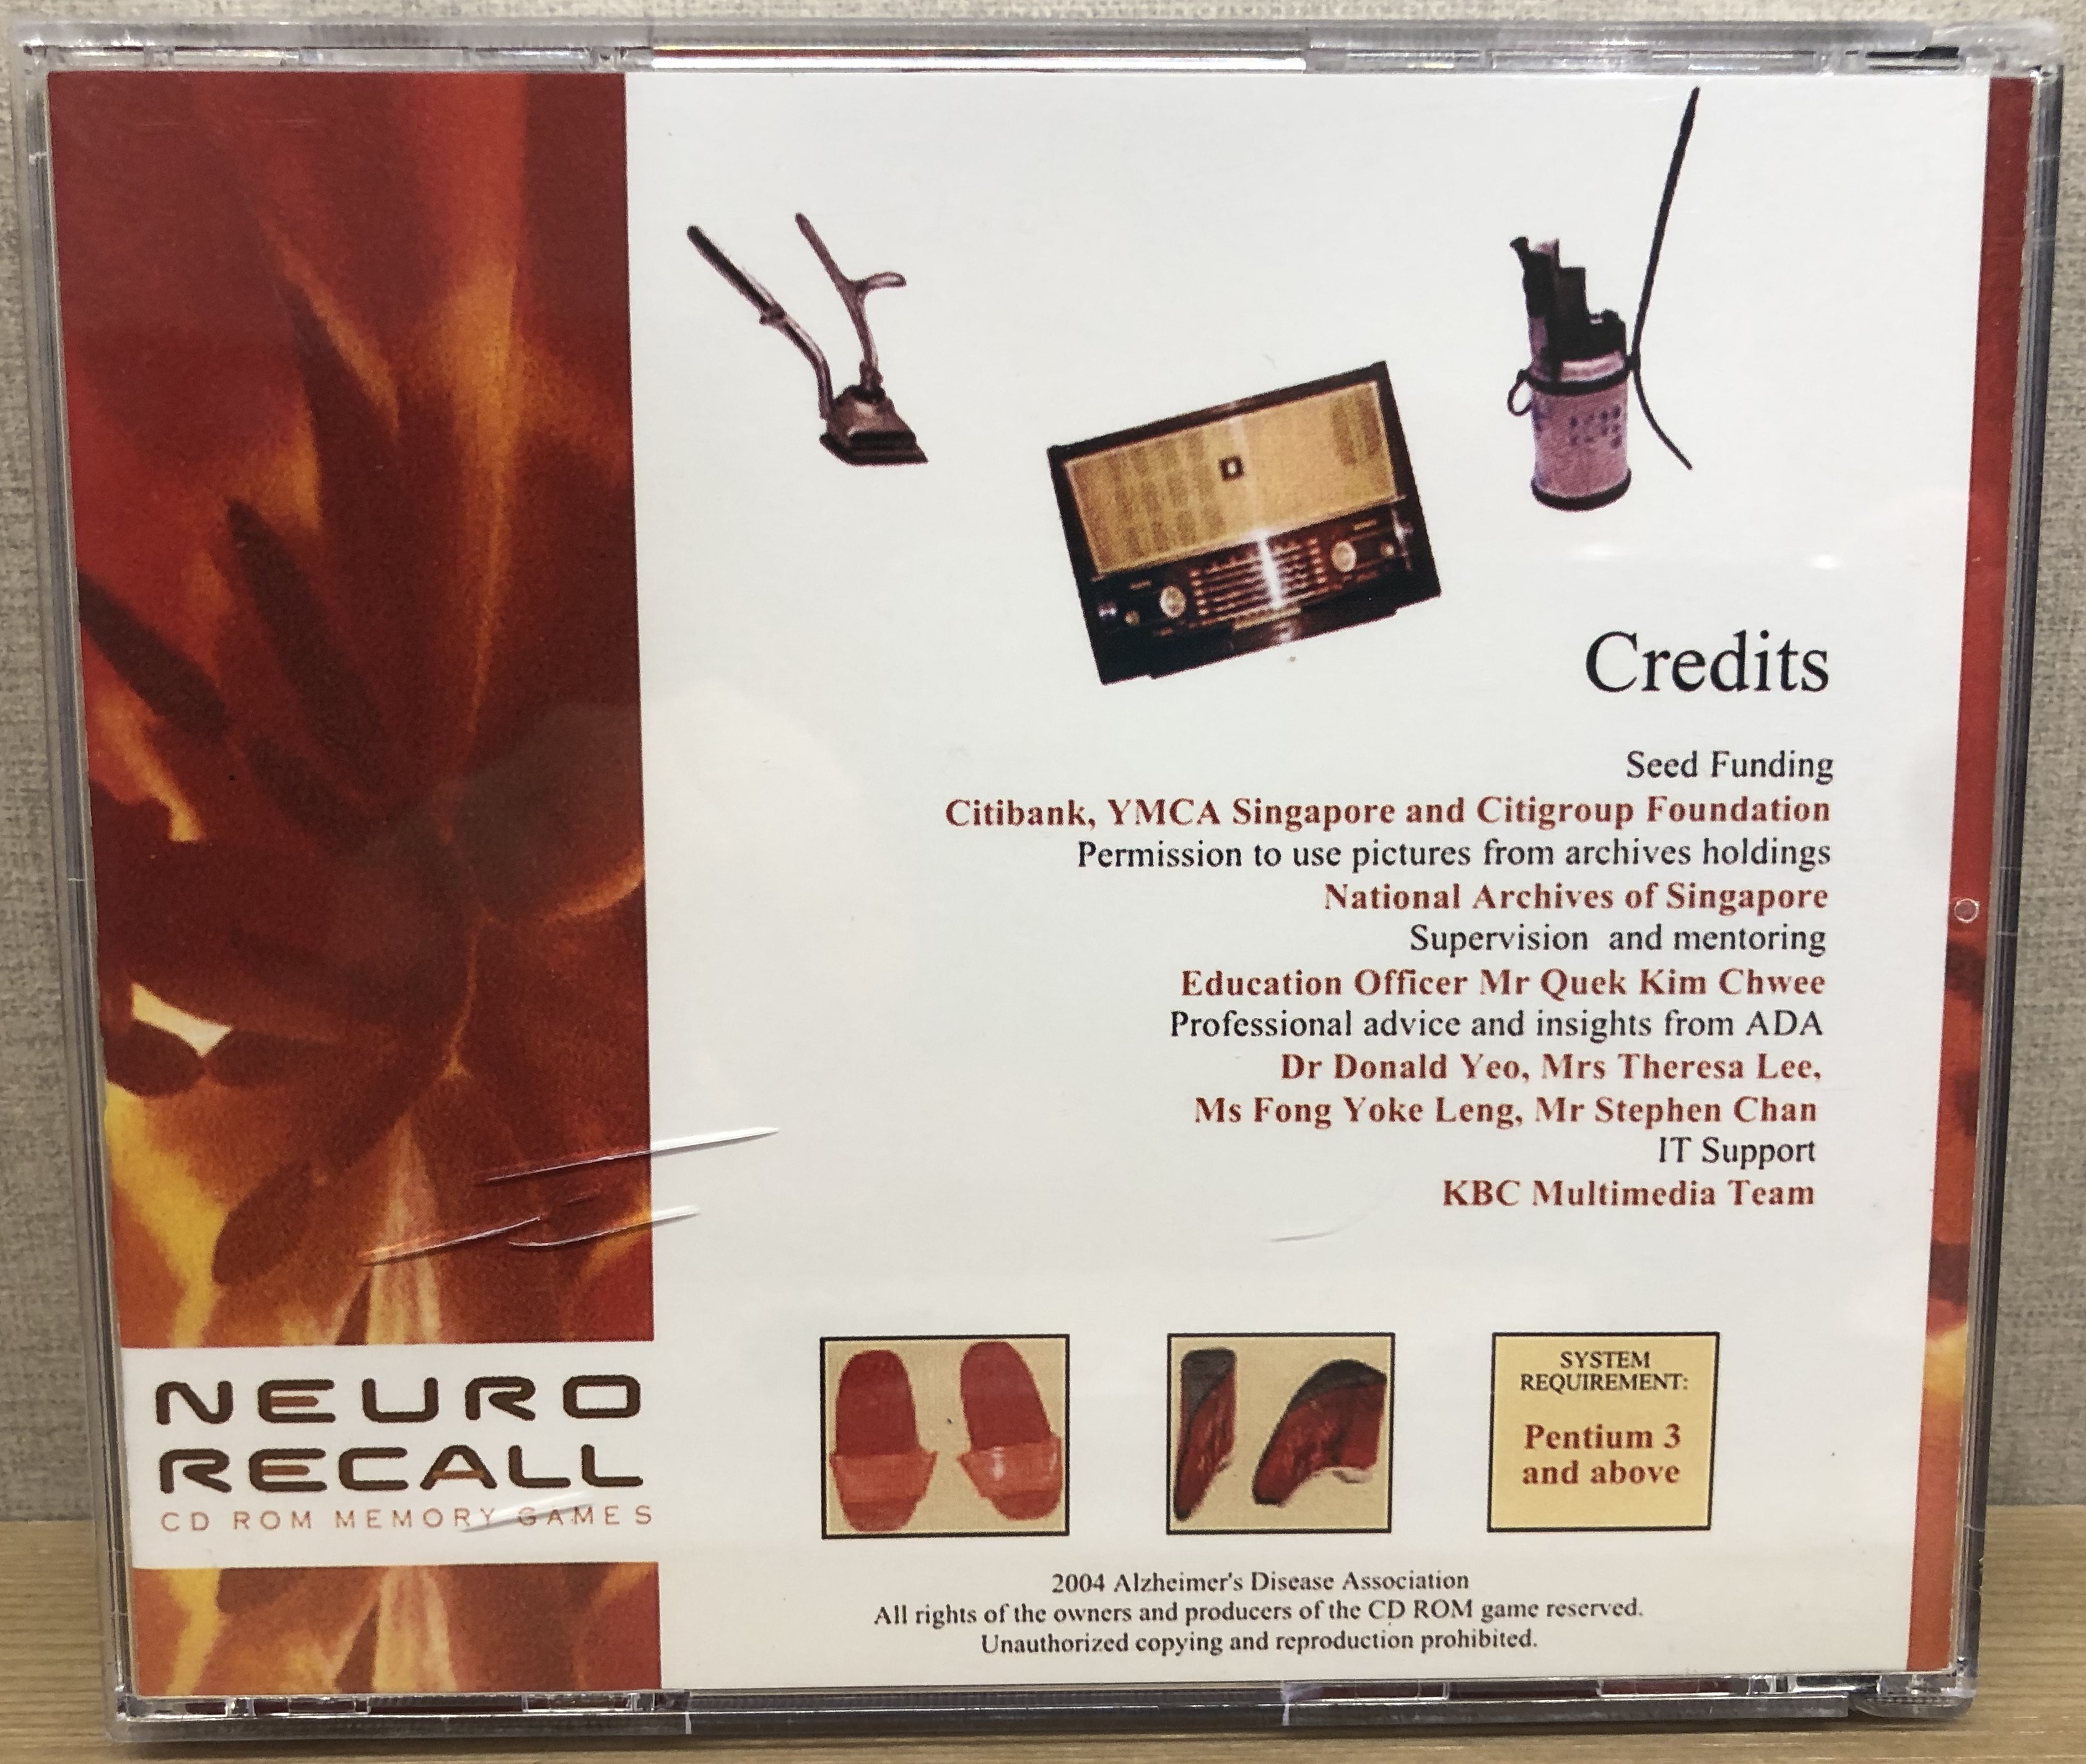 Credits
Seed Funding
Citibank, YMCA Singapore and Citigroup Foundation
Permission to use pictures from archives holdings
National Archives of Singapore
Supervision and mentoring
Education Officer Mr Quek Kim Chwee
Professional advice and insights from ADA
Dr Donald Yeo, Mrs Theresa Lee,
Ms Fong Yoke Leng, Mr Stephen Chan
IT Support
KBC Multimedia Team
NEURO
RECALL
CD ROM MEMORY GAMES
SYSTEM
REQUIREMENT:
Pentium 3
and above
2004 Alzheimer's Disease Association
All rights of the owners and producers of the CD ROM game reserved.
Unauthorized copying and reproduction prohibited.